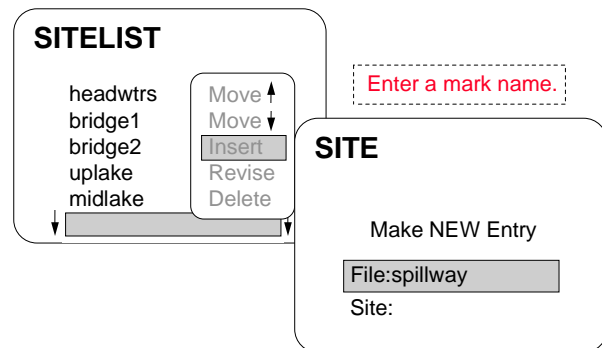 SITELIST
headwtrs
bridge1
bridge2
uplake
midlake
Move
Move
Insert
Revise
Delete
Enter a mark name.
SITE
Make NEW Entry
File:spillway
Site: